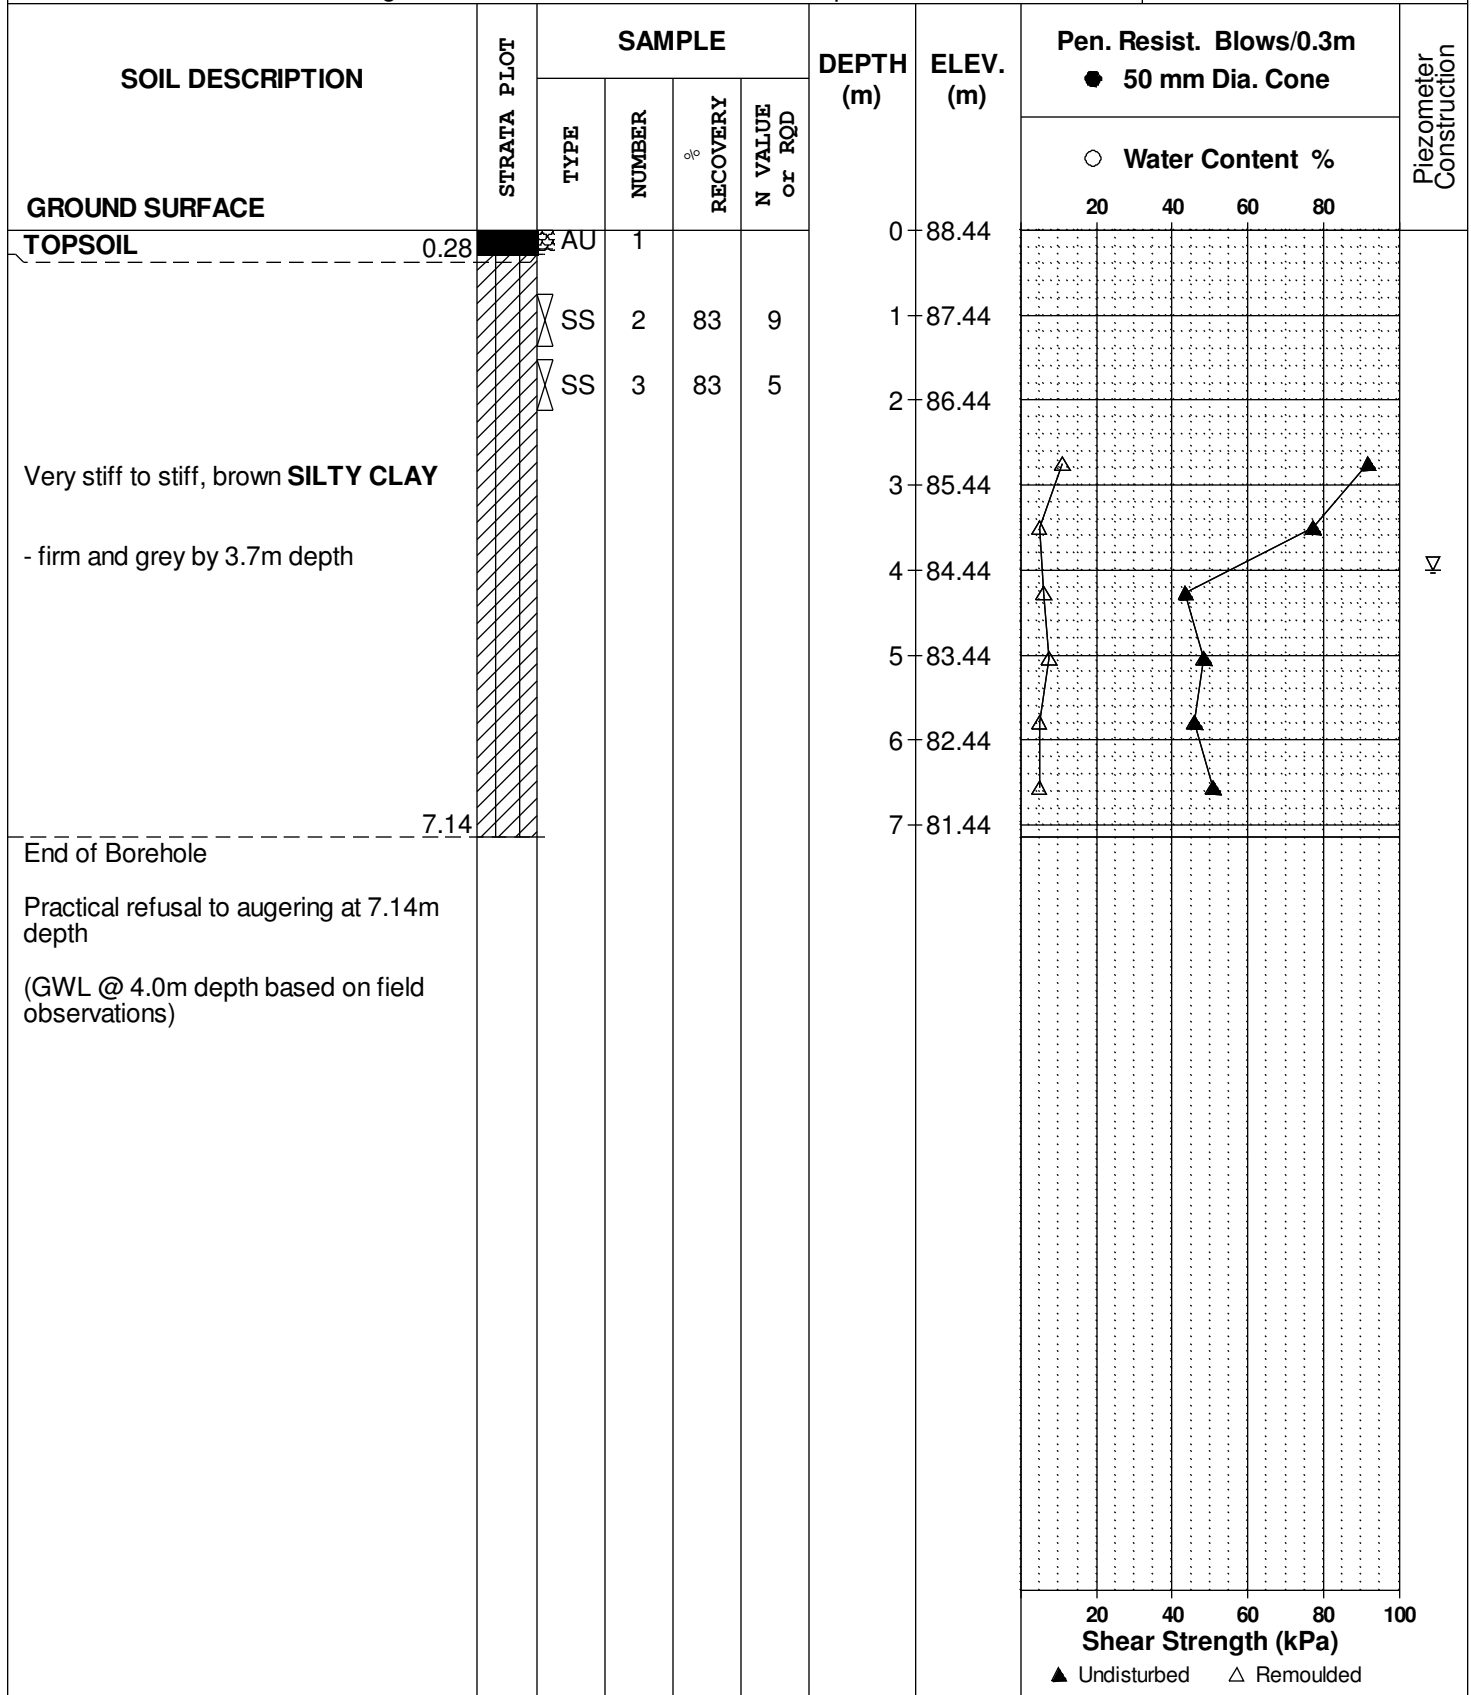 SOIL DESCRIPTION
GROUND SURFACE
STRATA PLOT
SAMPLE
TYPE
NUMBER
%
RECOVERY
N VALUE
or RQD
DEPTH
(m)
ELEV.
(m)
Pen. Resist. Blows/0.3m
● 50 mm Dia. Cone
○ Water Content %
20 40 60 80
Piezometer
Construction
TOPSOIL 0.28
AU 1
SS 2 83 9
SS 3 83 5
0 88.44
1 87.44
2 86.44
3 85.44
4 84.44
5 83.44
6 82.44
7 81.44
Very stiff to stiff, brown SILTY CLAY
- firm and grey by 3.7m depth
7.14
End of Borehole
Practical refusal to augering at 7.14m
depth
(GWL @ 4.0m depth based on field
observations)
20 40 60 80 100
Shear Strength (kPa)
▲ Undisturbed △ Remoulded